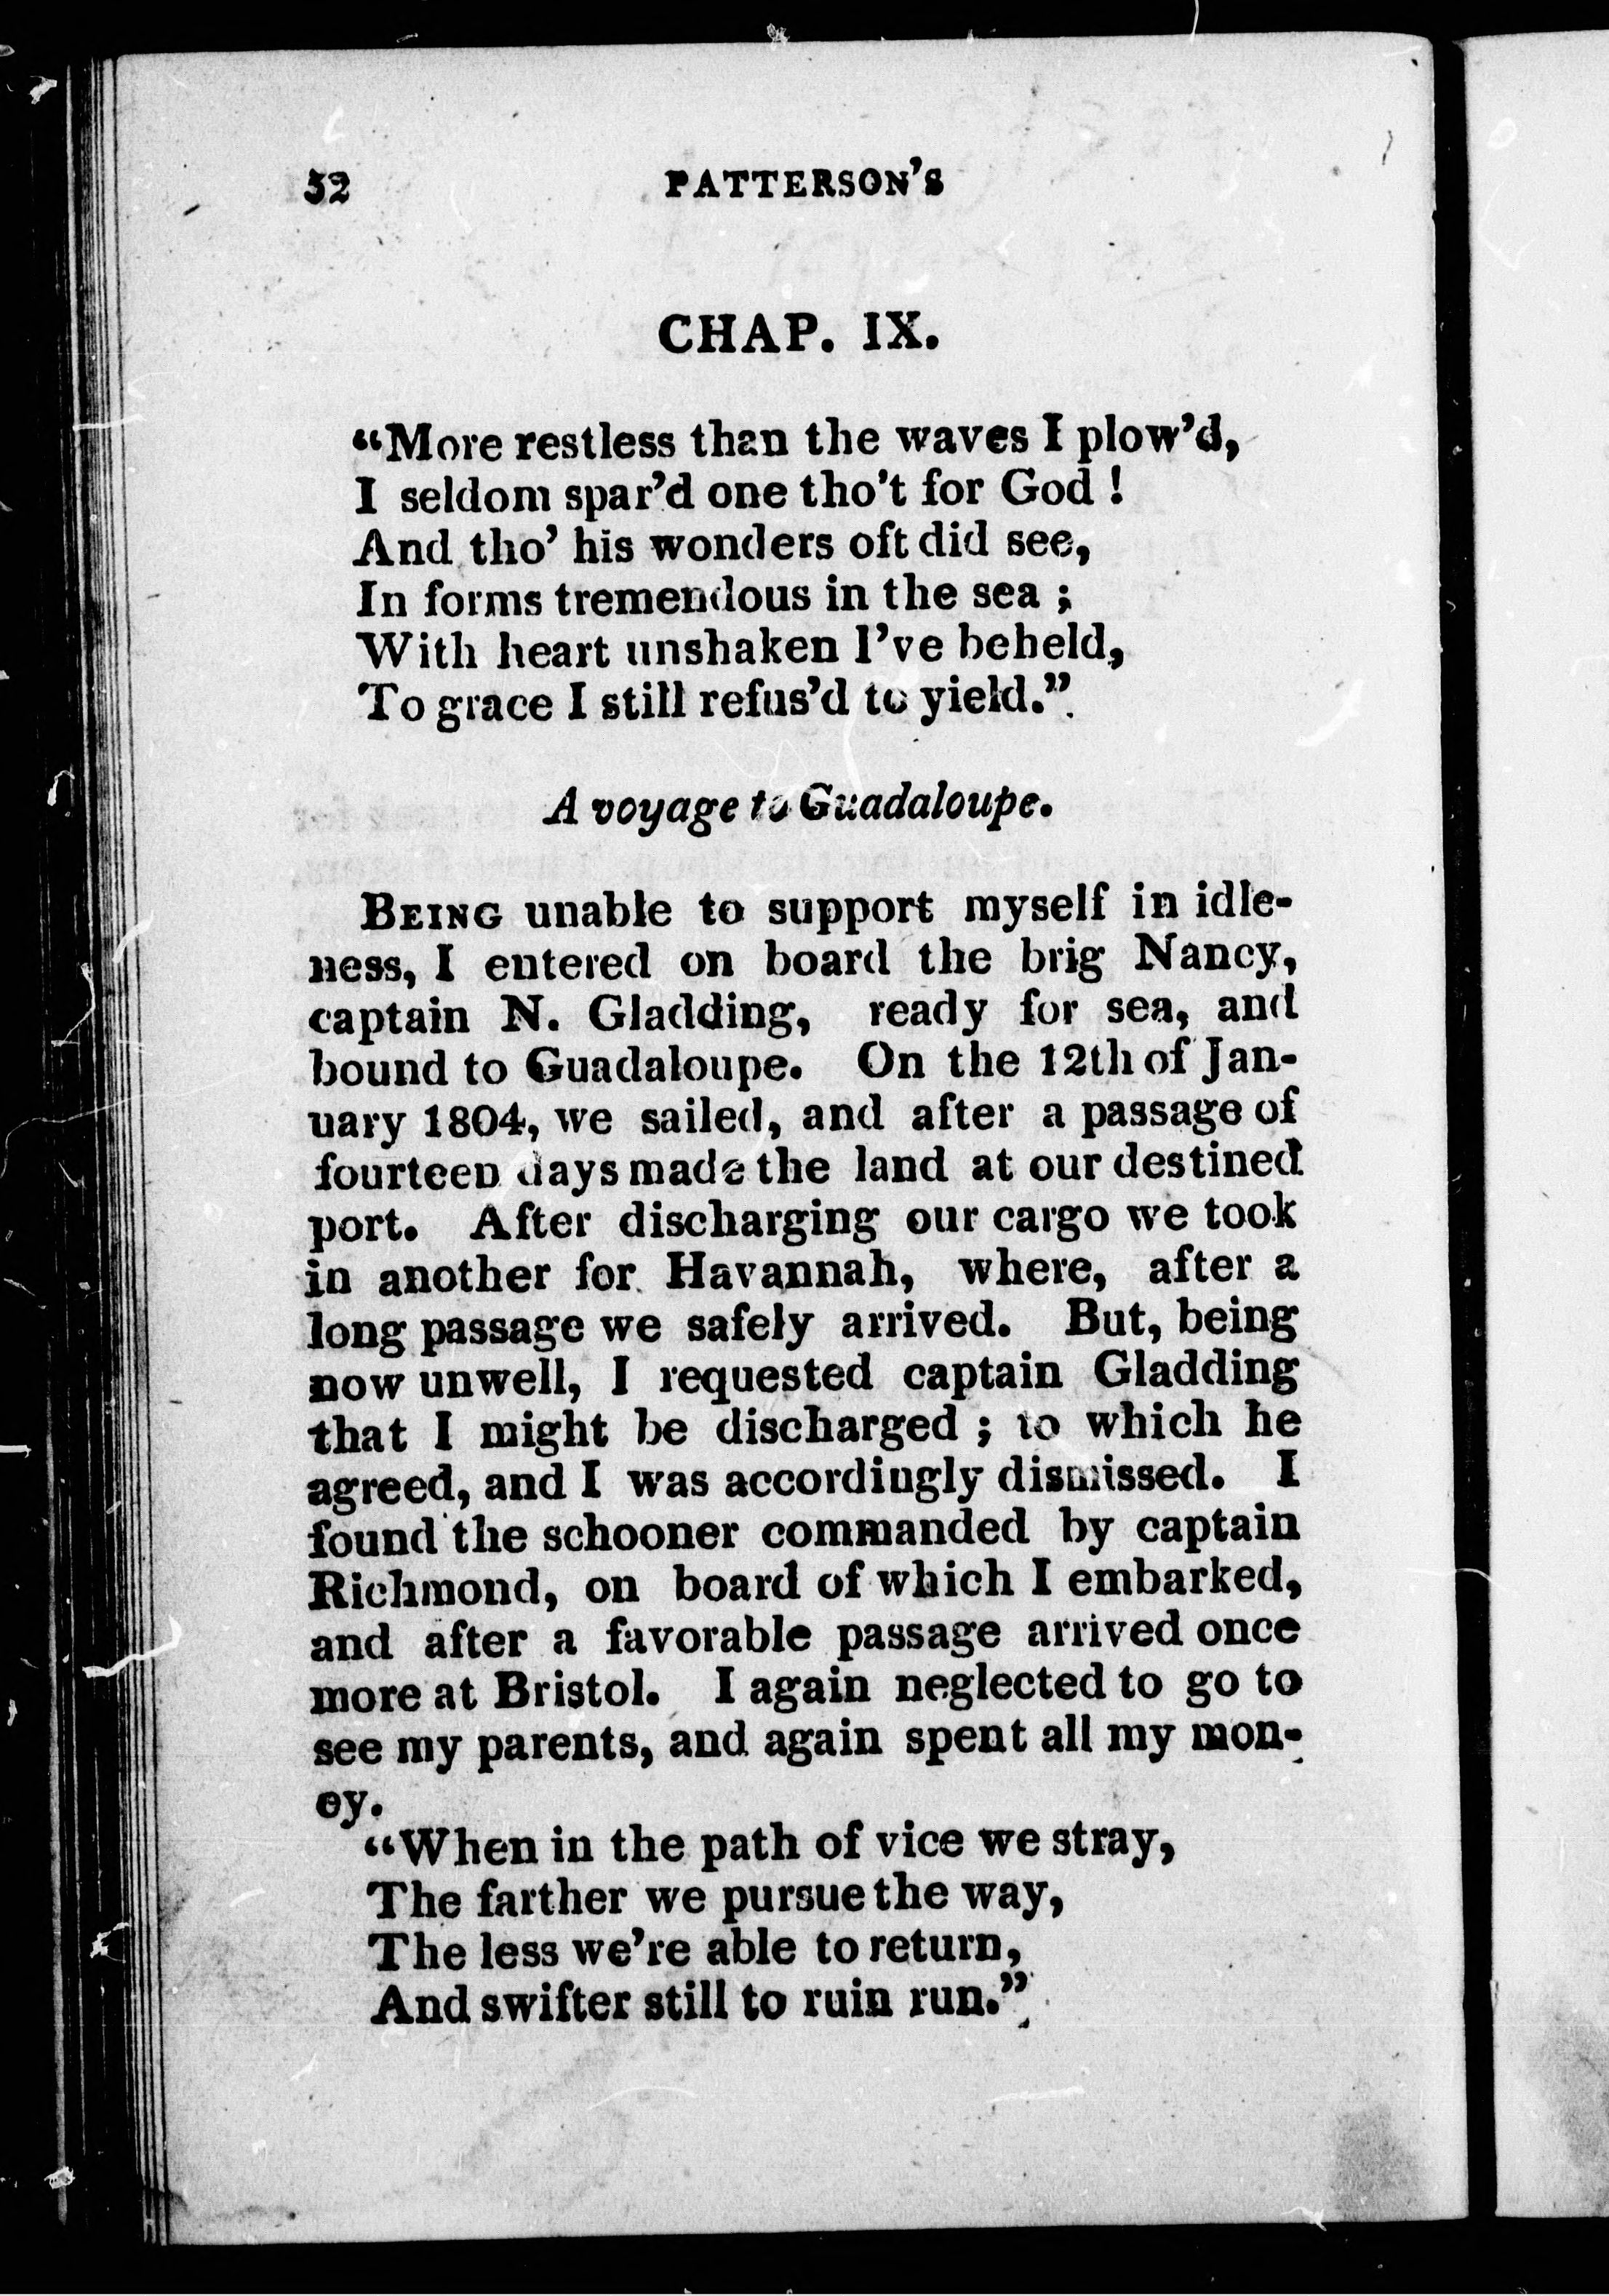 52 PATTERSON'S
CHAP. IX.
"More restless than the waves I plow'd,
I seldom spar'd one tho't for God !
And tho' his wonders oft did see,
In forms tremendous in the sea ;
With heart unshaken I've beheld,
To grace I still refus'd to yield."
A voyage to Guadaloupe.
BEING unable to support myself in idle-
ness, I entered on board the brig Nancy,
captain N. Gladding, ready for sea, and
bound to Guadaloupe. On the 12th of Jan-
uary 1804, we sailed, and after a passage of
fourteen days made the land at our destined
port. After discharging our cargo we took
in another for Havannah, where, after a
long passage we safely arrived. But, being
now unwell, I requested captain Gladding
that I might be discharged ; to which he
agreed, and I was accordingly dismissed. I
found the schooner commanded by captain
Richmond, on board of which I embarked,
and after a favorable passage arrived once
more at Bristol. I again neglected to go to
see my parents, and again spent all my mon-
ey.
"When in the path of vice we stray,
The farther we pursue the way,
The less we're able to return,
And swifter still to ruin run."